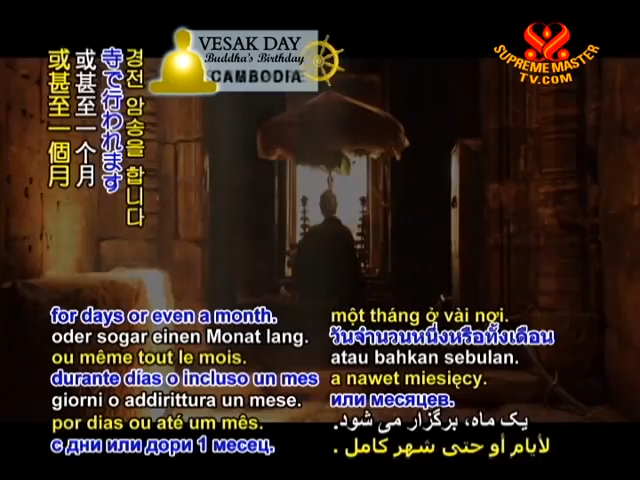 VESAK DAY
Buddha's Birthday
CAMBODIA
SUPREME MASTER
TV.COM
경전 암송을 합니다
寺で行われます
或甚至一个月
或甚至一個月
for days or even a month.
oder sogar einen Monat lang.
ou même tout le mois.
durante días o incluso un mes
giorni o addirittura un mese.
por dias ou até um mês.
с дни или дори 1 месец.
một tháng ở vài nơi.
วันจำนวนหนึ่งหรือทั้งเดือน
atau bahkan sebulan.
a nawet miesięcy.
или месяцев.
یک ماه، برگزار می شود.
لأيام أو حتى شهر كامل .